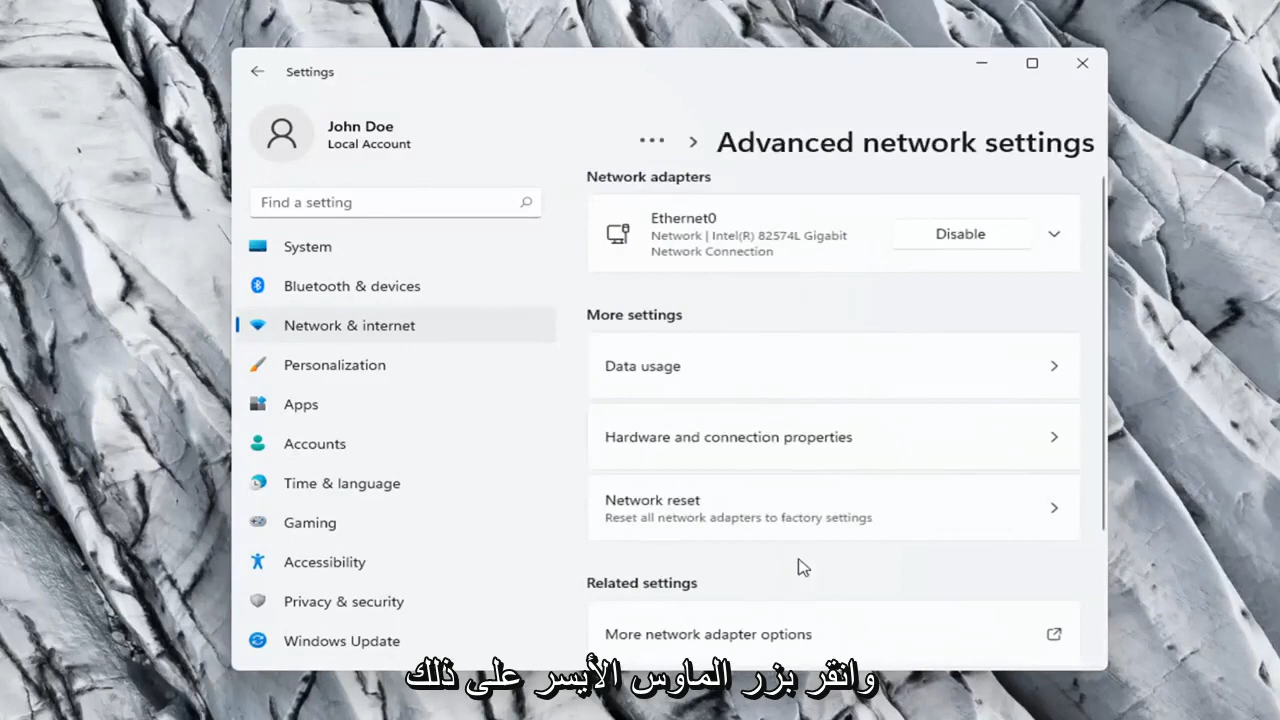 Settings
John Doe
Local Account
Find a setting
System
Bluetooth & devices
Network & internet
Personalization
Apps
Accounts
Time & language
Gaming
Accessibility
Privacy & security
Windows Update
... > Advanced network settings
Network adapters
Ethernet0
Network | Intel(R) 82574L Gigabit
Network Connection
Disable
More settings
Data usage
Hardware and connection properties
Network reset
Reset all network adapters to factory settings
Related settings
More network adapter options
وانقر بزر الماوس الأيسر على ذلك